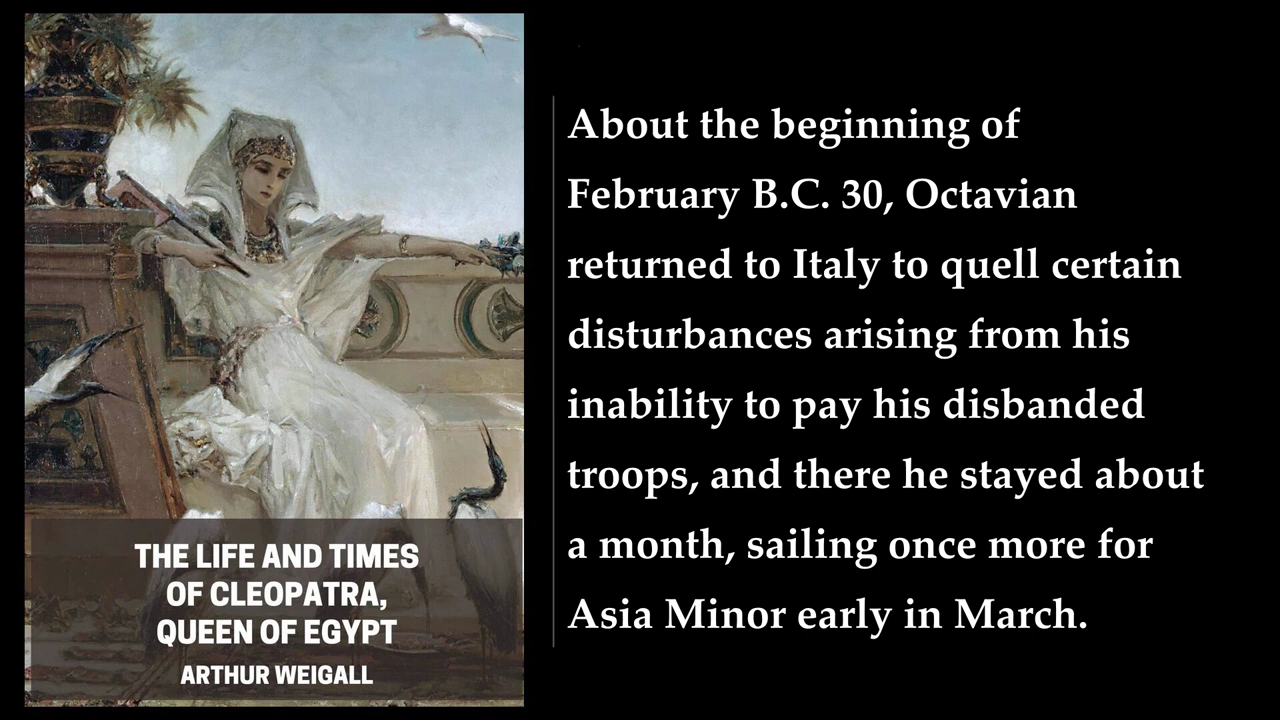 THE LIFE AND TIMES
OF CLEOPATRA,
QUEEN OF EGYPT
ARTHUR WEIGALL
About the beginning of
February B.C. 30, Octavian
returned to Italy to quell certain
disturbances arising from his
inability to pay his disbanded
troops, and there he stayed about
a month, sailing once more for
Asia Minor early in March.